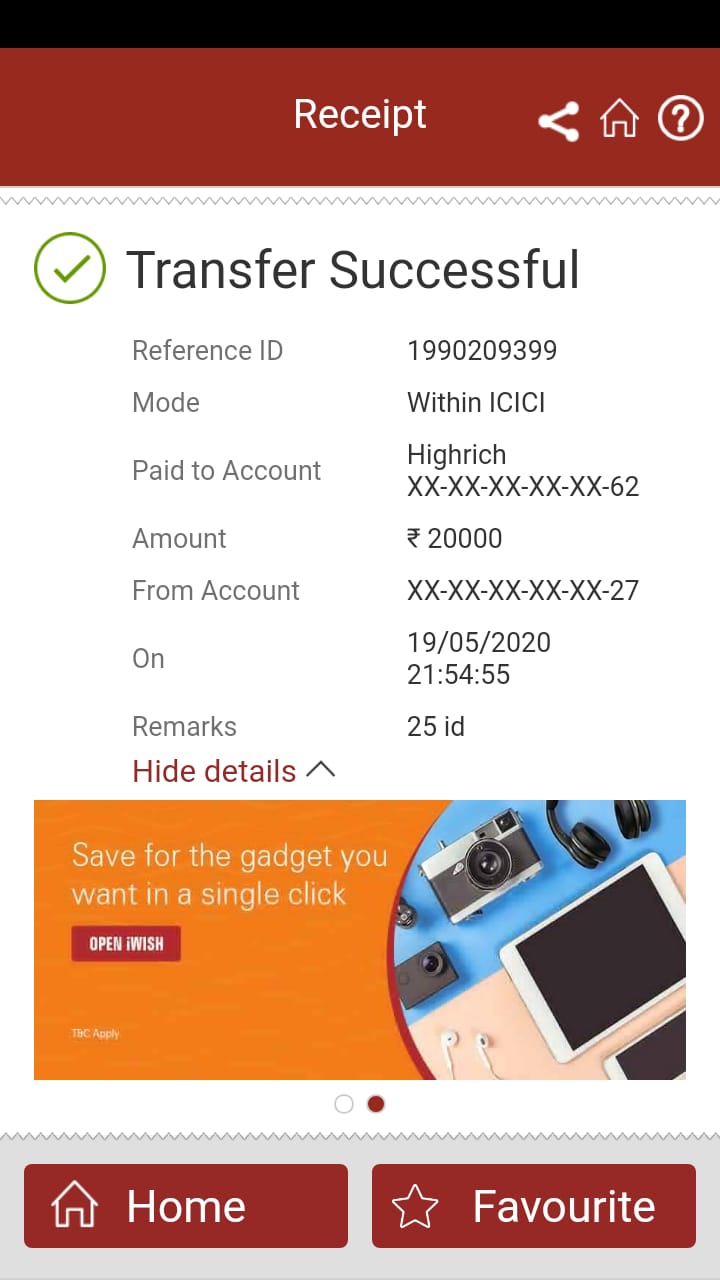 Receipt
Transfer Successful
Reference ID 1990209399
Mode Within ICICI
Paid to Account Highrich
XX-XX-XX-XX-XX-62
Amount ₹ 20000
From Account XX-XX-XX-XX-XX-27
On 19/05/2020
21:54:55
Remarks 25 id
Hide details
Save for the gadget you
want in a single click
OPEN iWISH
T&C Apply
Home Favourite